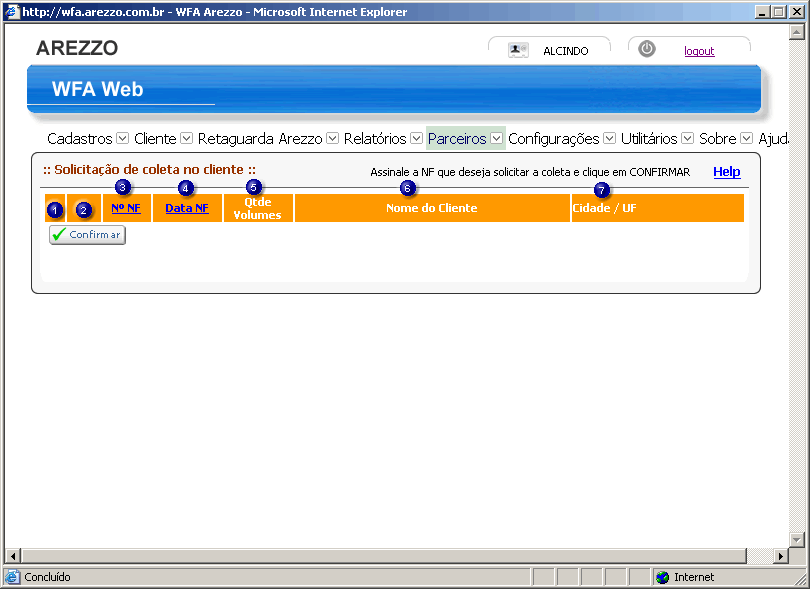 http://wfa.arezzo.com.br - WFA Arezzo - Microsoft Internet Explorer
AREZZO
ALCINDO
logout
WFA Web
Cadastros Cliente Retaguarda Arezzo Relatórios Parceiros Configurações Utilitários Sobre Ajuda
:: Solicitação de coleta no cliente ::
Assinale a NF que deseja solicitar a coleta e clique em CONFIRMAR
Help
3 4 5 6 7
1 2 Nº NF Data NF Qtde Volumes Nome do Cliente Cidade / UF
Confirmar
Concluído
Internet